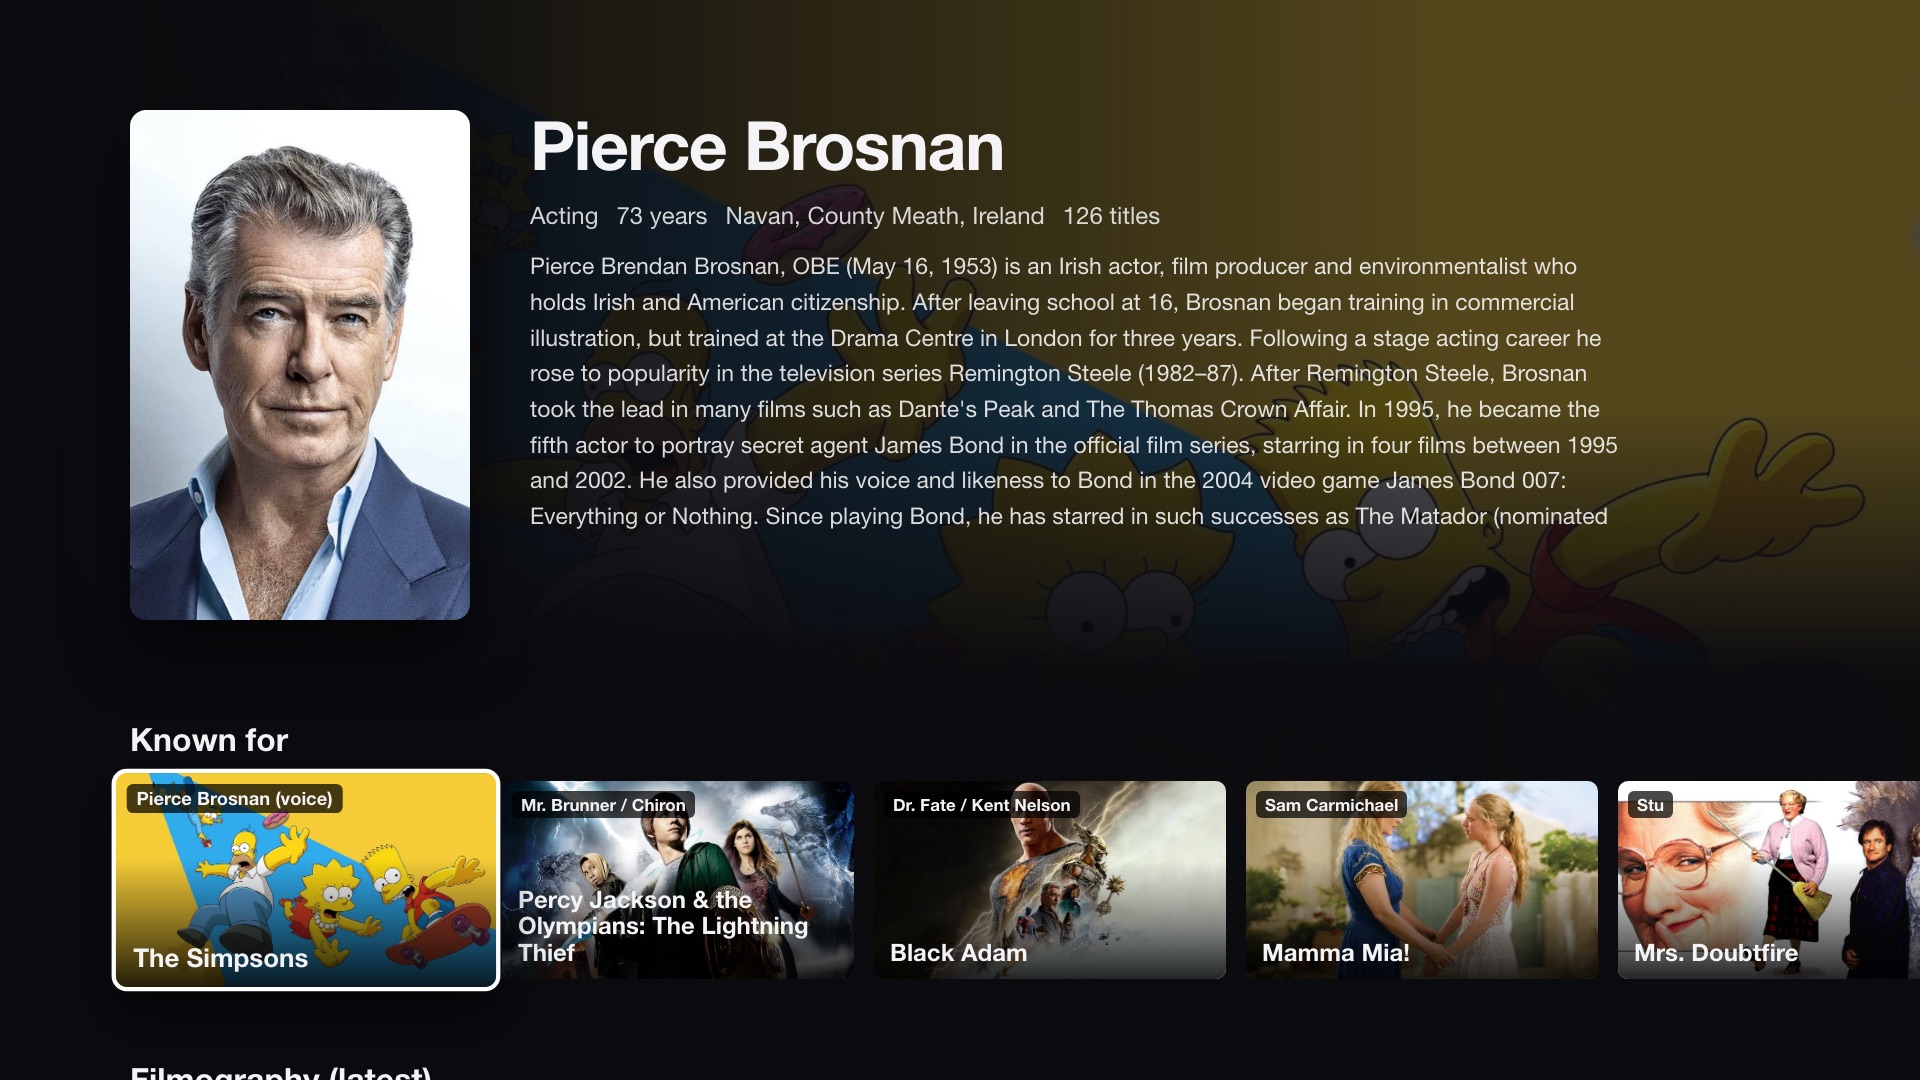 Pierce Brosnan
Acting 73 years Navan, County Meath, Ireland 126 titles
Pierce Brendan Brosnan, OBE (May 16, 1953) is an Irish actor, film producer and environmentalist who
holds Irish and American citizenship. After leaving school at 16, Brosnan began training in commercial
illustration, but trained at the Drama Centre in London for three years. Following a stage acting career he
rose to popularity in the television series Remington Steele (1982–87). After Remington Steele, Brosnan
took the lead in many films such as Dante's Peak and The Thomas Crown Affair. In 1995, he became the
fifth actor to portray secret agent James Bond in the official film series, starring in four films between 1995
and 2002. He also provided his voice and likeness to Bond in the 2004 video game James Bond 007:
Everything or Nothing. Since playing Bond, he has starred in such successes as The Matador (nominated
Known for
Pierce Brosnan (voice)
The Simpsons
Mr. Brunner / Chiron
Percy Jackson & the
Olympians: The Lightning
Thief
Dr. Fate / Kent Nelson
Black Adam
Sam Carmichael
Mamma Mia!
Stu
Mrs. Doubtfire
Filmography (latest)